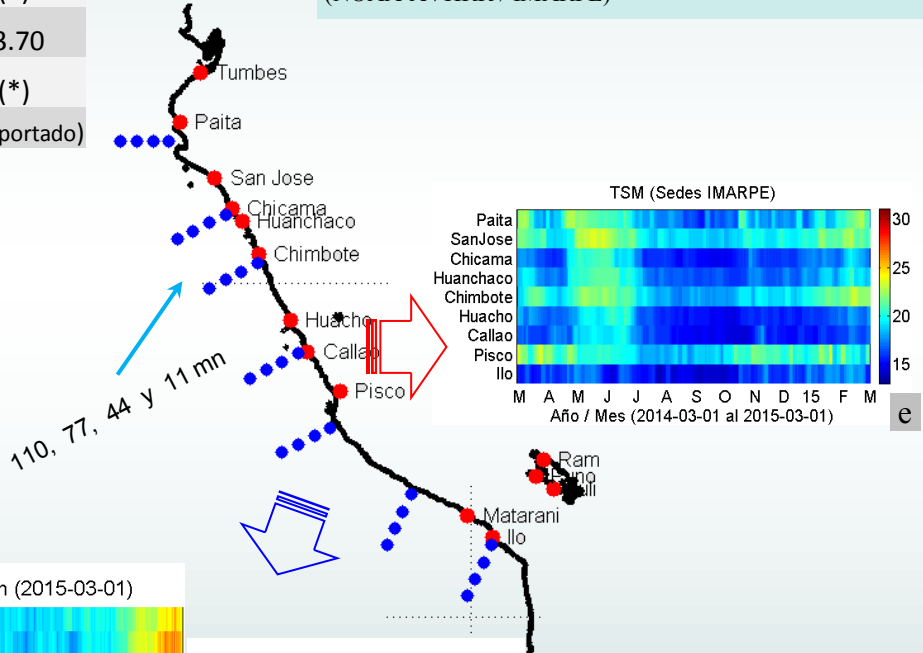 (*)
3.70
(*)
portado)
Tumbes
Paita
San Jose
Chicama
Huanchaco
Chimbote
Huacho
Callao
Pisco
110, 77, 44 y 11 mn
TSM (Sedes IMARPE)
Paita
SanJose
Chicama
Huanchaco
Chimbote
Huacho
Callao
Pisco
Ilo
30
25
20
15
M A M J J A S O N D 15 F M
Año / Mes (2014-03-01 al 2015-03-01)
e
Ram
Puno
Matarani
Ilo
(2015-03-01)